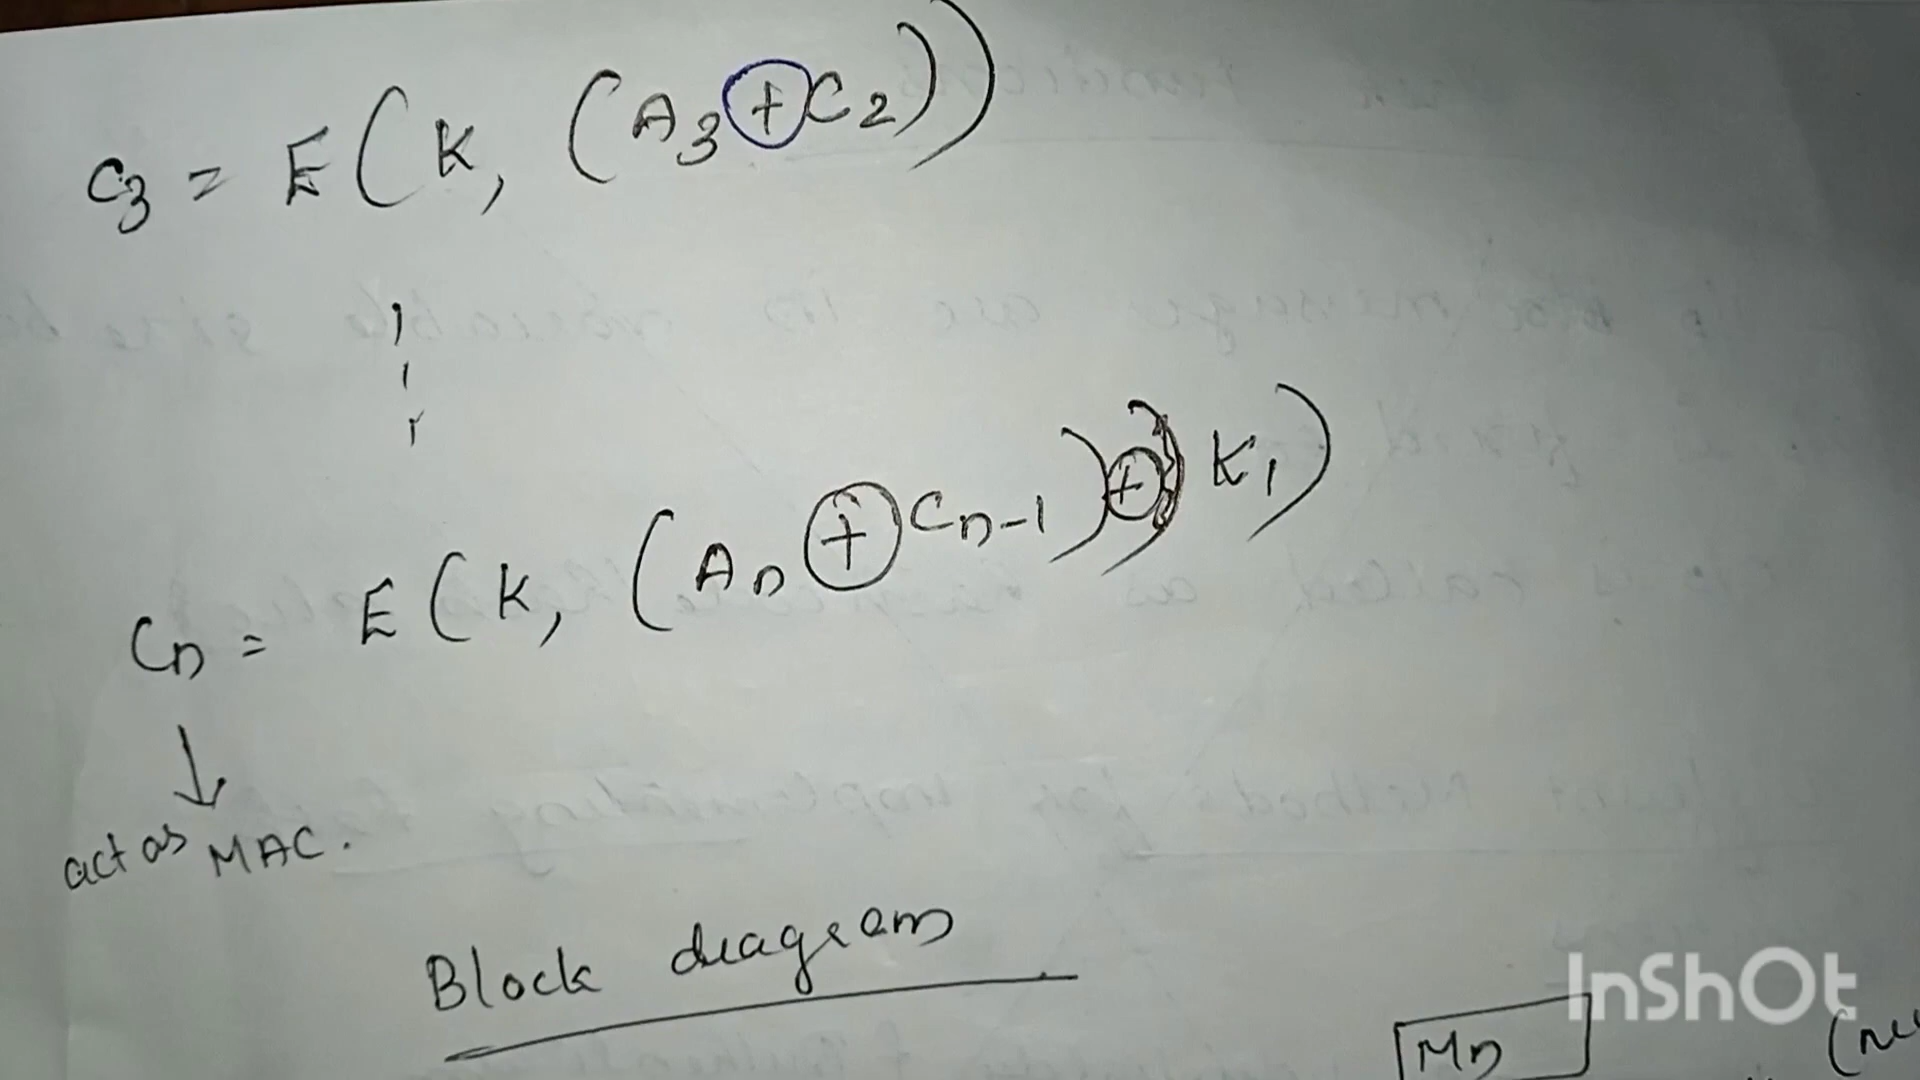 C3 = E(K, (A3 ⊕ C2))
Cn = E(K, (An ⊕ Cn-1) ⊕ K1)
↓
act as MAC.
Block diagram
Mn
InShOt